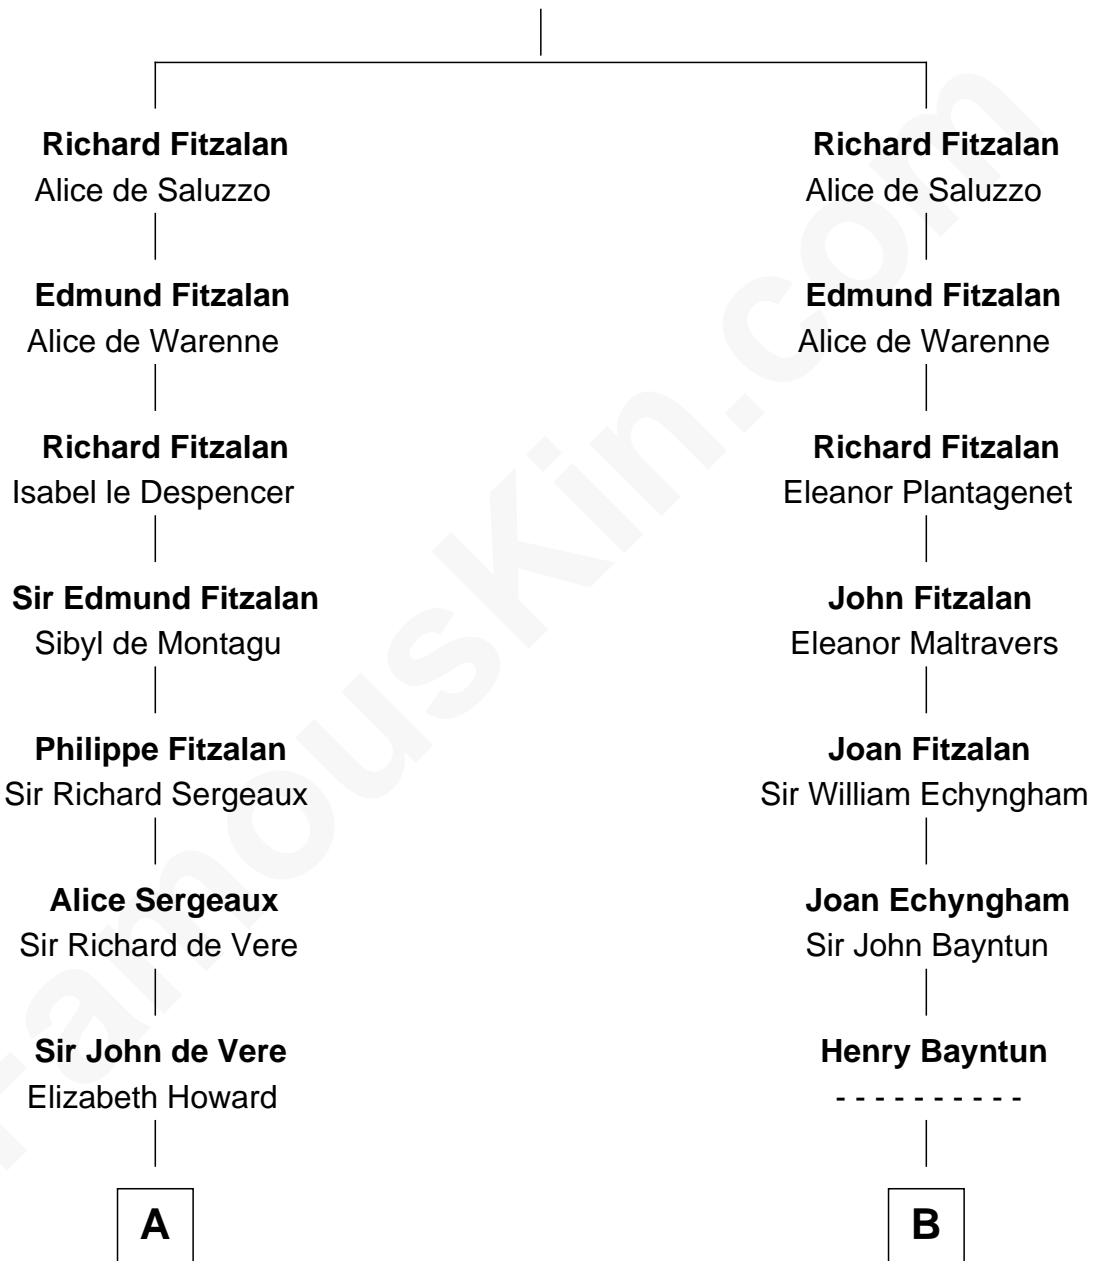 Richard Fitzalan
Alice de Saluzzo
Edmund Fitzalan
Alice de Warenne
Richard Fitzalan
Isabel le Despencer
Sir Edmund Fitzalan
Sibyl de Montagu
Philippe Fitzalan
Sir Richard Sergeaux
Alice Sergeaux
Sir Richard de Vere
Sir John de Vere
Elizabeth Howard
A
Richard Fitzalan
Alice de Saluzzo
Edmund Fitzalan
Alice de Warenne
Richard Fitzalan
Eleanor Plantagenet
John Fitzalan
Eleanor Maltravers
Joan Fitzalan
Sir William Echyngham
Joan Echyngham
Sir John Bayntun
Henry Bayntun
- - - - - - - - - -
B
FamousKin.com